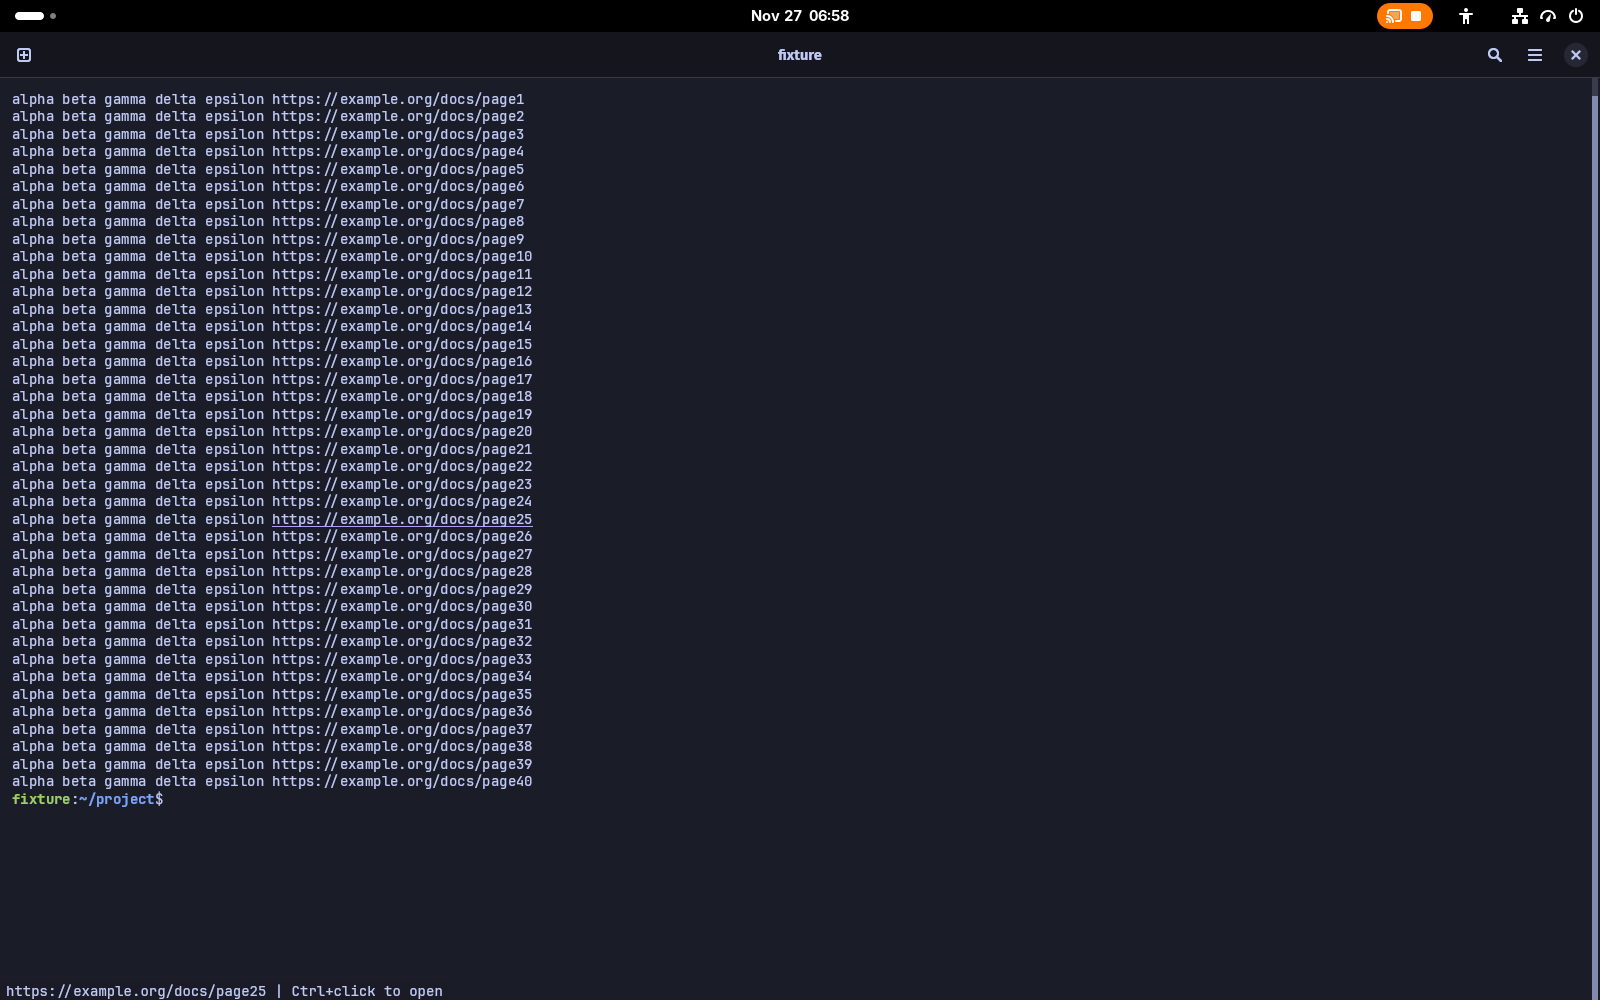 Nov 27 06:58
fixture
alpha beta gamma delta epsilon https://example.org/docs/page1
alpha beta gamma delta epsilon https://example.org/docs/page2
alpha beta gamma delta epsilon https://example.org/docs/page3
alpha beta gamma delta epsilon https://example.org/docs/page4
alpha beta gamma delta epsilon https://example.org/docs/page5
alpha beta gamma delta epsilon https://example.org/docs/page6
alpha beta gamma delta epsilon https://example.org/docs/page7
alpha beta gamma delta epsilon https://example.org/docs/page8
alpha beta gamma delta epsilon https://example.org/docs/page9
alpha beta gamma delta epsilon https://example.org/docs/page10
alpha beta gamma delta epsilon https://example.org/docs/page11
alpha beta gamma delta epsilon https://example.org/docs/page12
alpha beta gamma delta epsilon https://example.org/docs/page13
alpha beta gamma delta epsilon https://example.org/docs/page14
alpha beta gamma delta epsilon https://example.org/docs/page15
alpha beta gamma delta epsilon https://example.org/docs/page16
alpha beta gamma delta epsilon https://example.org/docs/page17
alpha beta gamma delta epsilon https://example.org/docs/page18
alpha beta gamma delta epsilon https://example.org/docs/page19
alpha beta gamma delta epsilon https://example.org/docs/page20
alpha beta gamma delta epsilon https://example.org/docs/page21
alpha beta gamma delta epsilon https://example.org/docs/page22
alpha beta gamma delta epsilon https://example.org/docs/page23
alpha beta gamma delta epsilon https://example.org/docs/page24
alpha beta gamma delta epsilon https://example.org/docs/page25
alpha beta gamma delta epsilon https://example.org/docs/page26
alpha beta gamma delta epsilon https://example.org/docs/page27
alpha beta gamma delta epsilon https://example.org/docs/page28
alpha beta gamma delta epsilon https://example.org/docs/page29
alpha beta gamma delta epsilon https://example.org/docs/page30
alpha beta gamma delta epsilon https://example.org/docs/page31
alpha beta gamma delta epsilon https://example.org/docs/page32
alpha beta gamma delta epsilon https://example.org/docs/page33
alpha beta gamma delta epsilon https://example.org/docs/page34
alpha beta gamma delta epsilon https://example.org/docs/page35
alpha beta gamma delta epsilon https://example.org/docs/page36
alpha beta gamma delta epsilon https://example.org/docs/page37
alpha beta gamma delta epsilon https://example.org/docs/page38
alpha beta gamma delta epsilon https://example.org/docs/page39
alpha beta gamma delta epsilon https://example.org/docs/page40
fixture:~/project$
https://example.org/docs/page25 | Ctrl+click to open